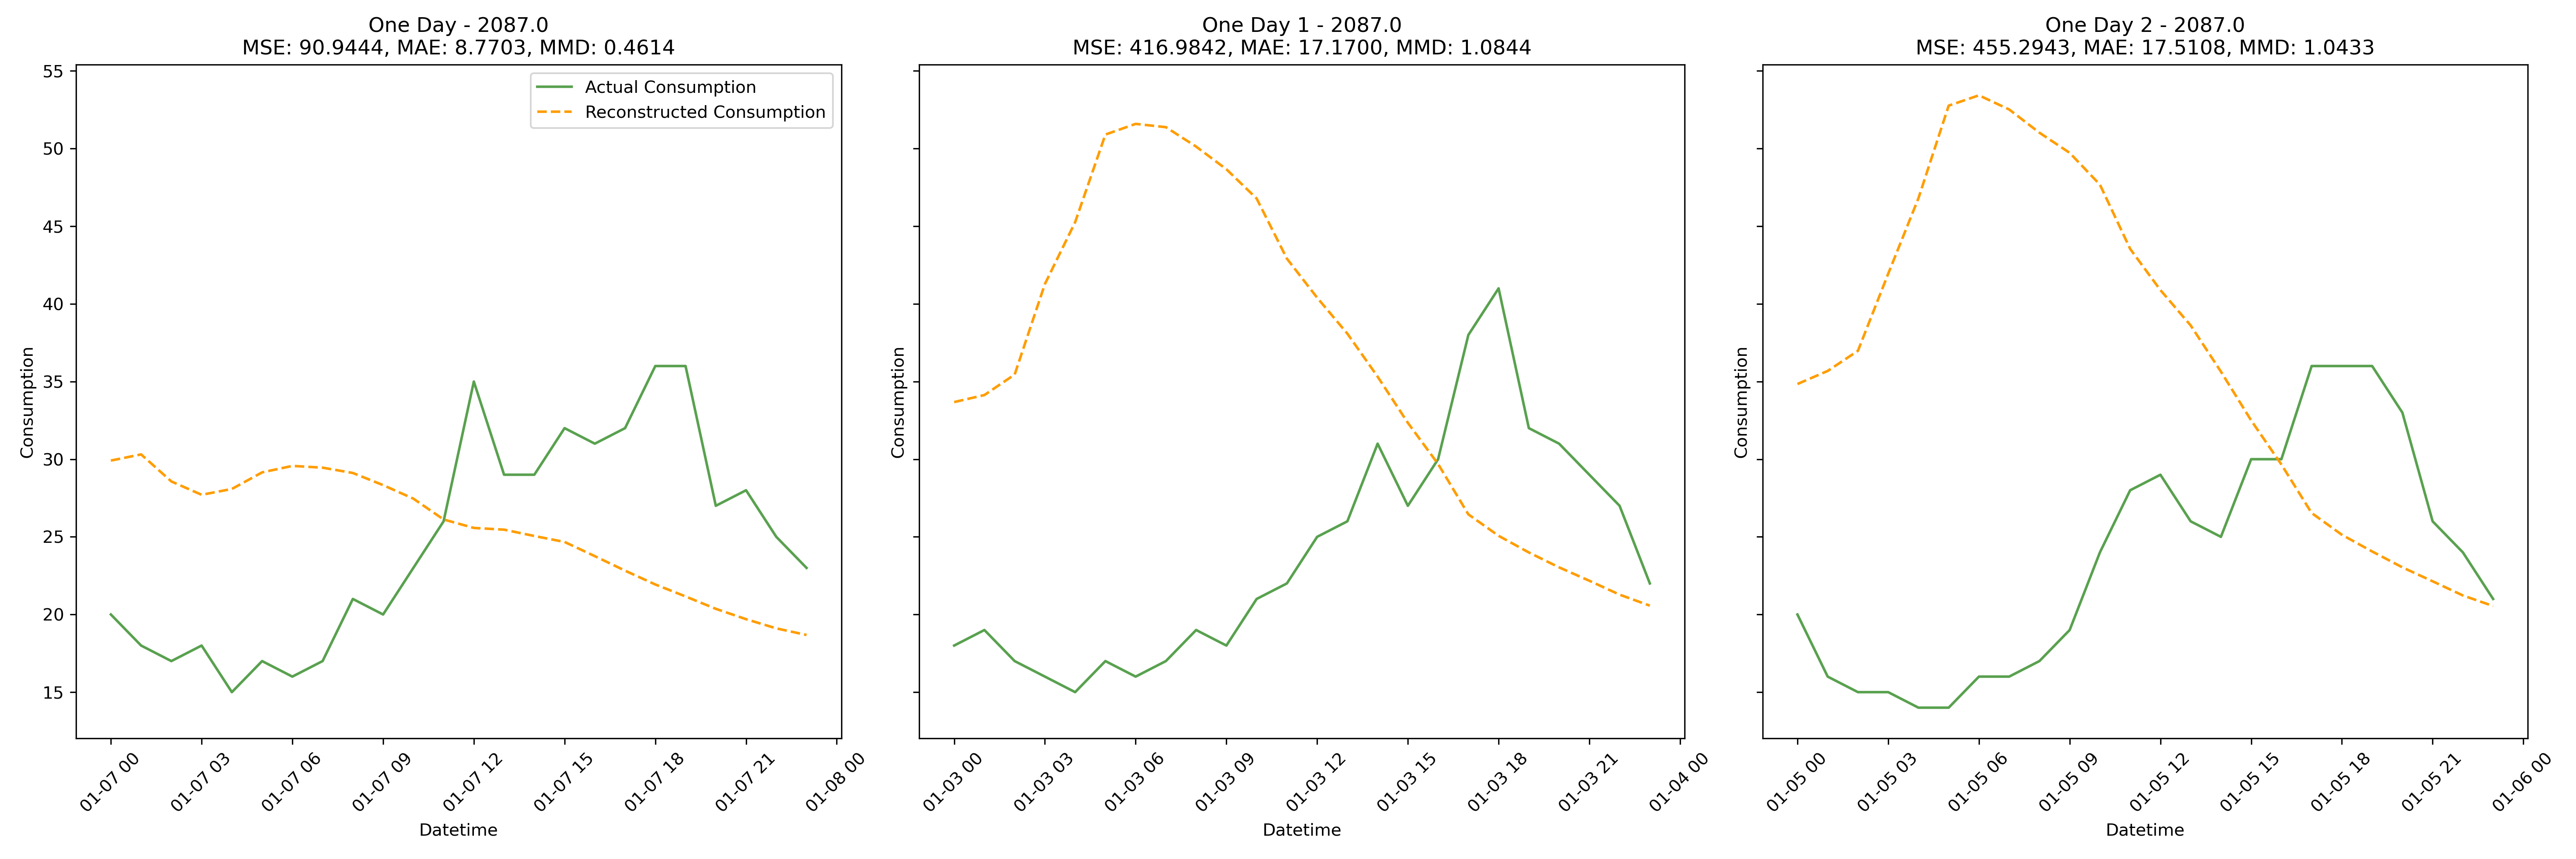 One Day - 2087.0
MSE: 90.9444, MAE: 8.7703, MMD: 0.4614
Actual Consumption
Reconstructed Consumption
55
50
45
40
35
30
25
20
15
Consumption
01-07 00
01-07 03
01-07 06
01-07 09
01-07 12
01-07 15
01-07 18
01-07 21
01-08 00
Datetime
One Day 1 - 2087.0
MSE: 416.9842, MAE: 17.1700, MMD: 1.0844
Consumption
01-03 00
01-03 03
01-03 06
01-03 09
01-03 12
01-03 15
01-03 18
01-03 21
01-04 00
Datetime
One Day 2 - 2087.0
MSE: 455.2943, MAE: 17.5108, MMD: 1.0433
Consumption
01-05 00
01-05 03
01-05 06
01-05 09
01-05 12
01-05 15
01-05 18
01-05 21
01-06 00
Datetime